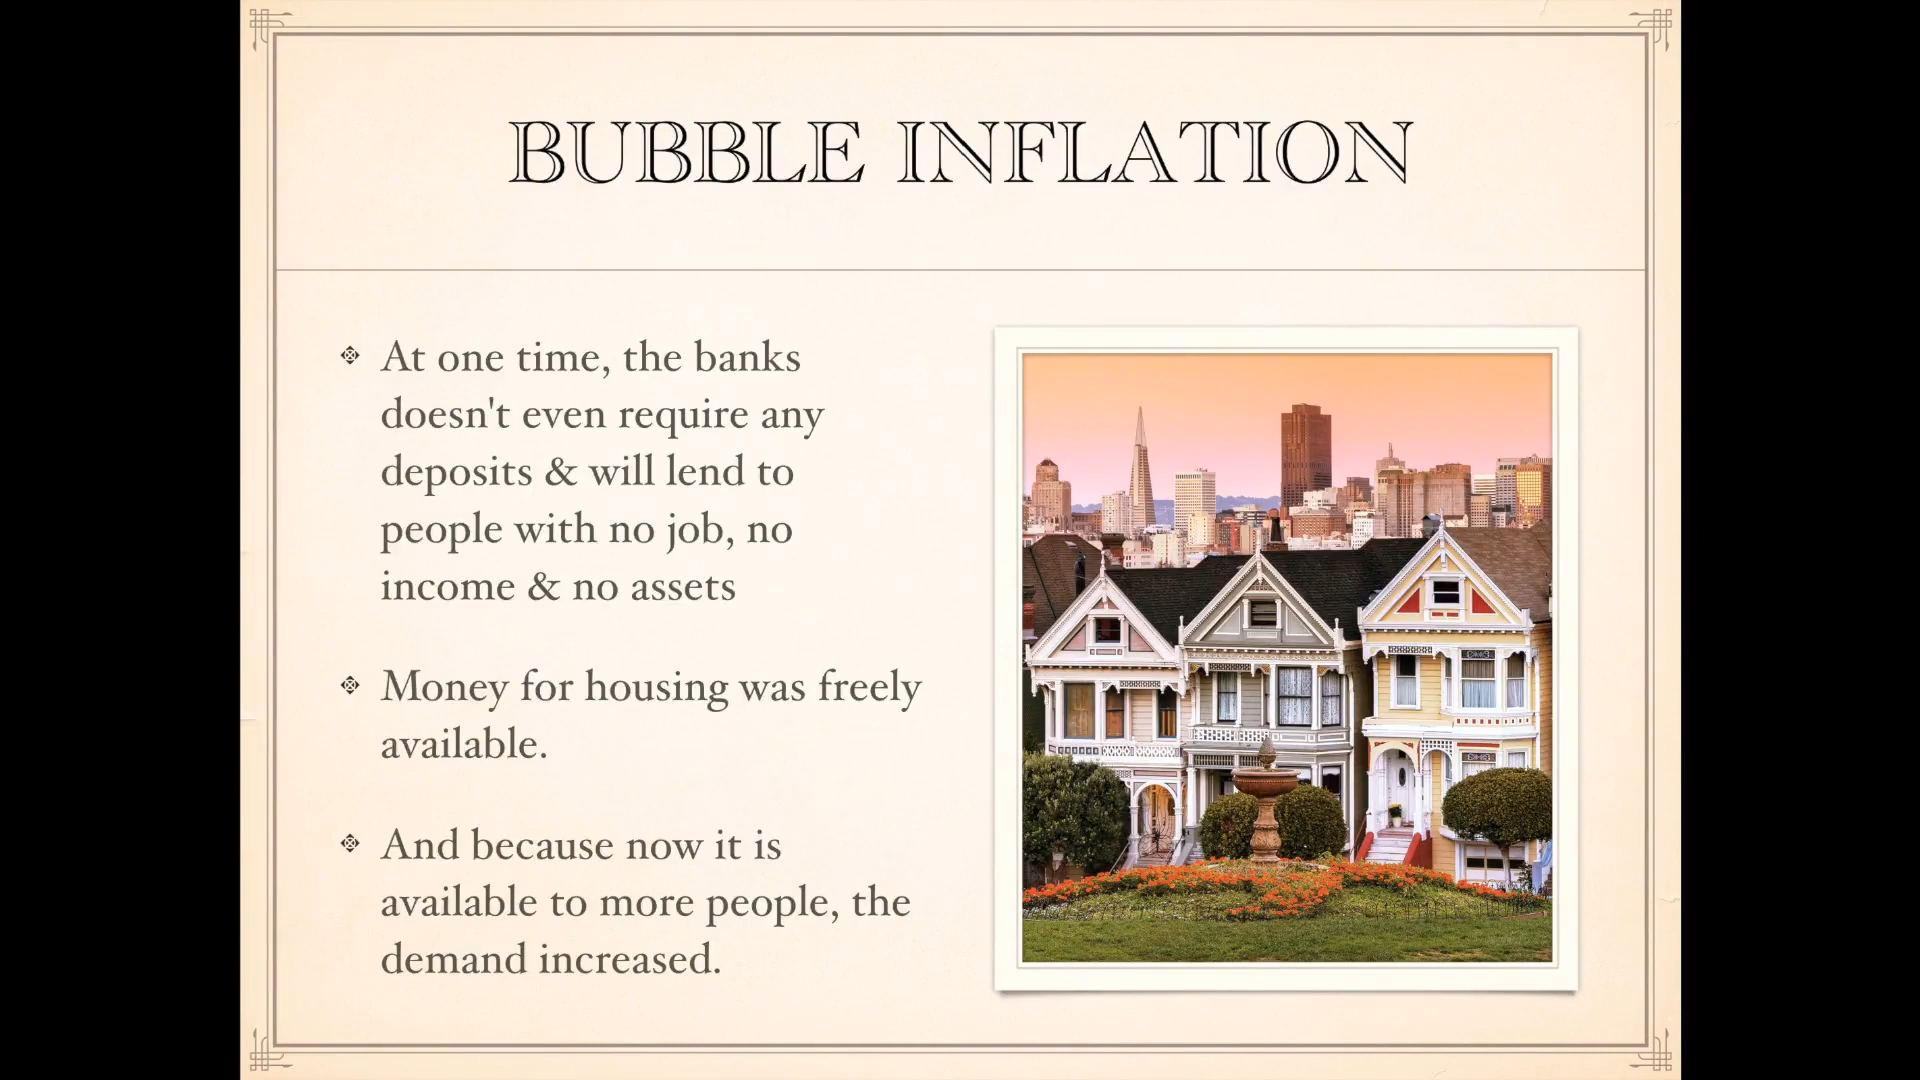 BUBBLE INFLATION
At one time, the banks
doesn't even require any
deposits & will lend to
people with no job, no
income & no assets
Money for housing was freely
available.
And because now it is
available to more people, the
demand increased.